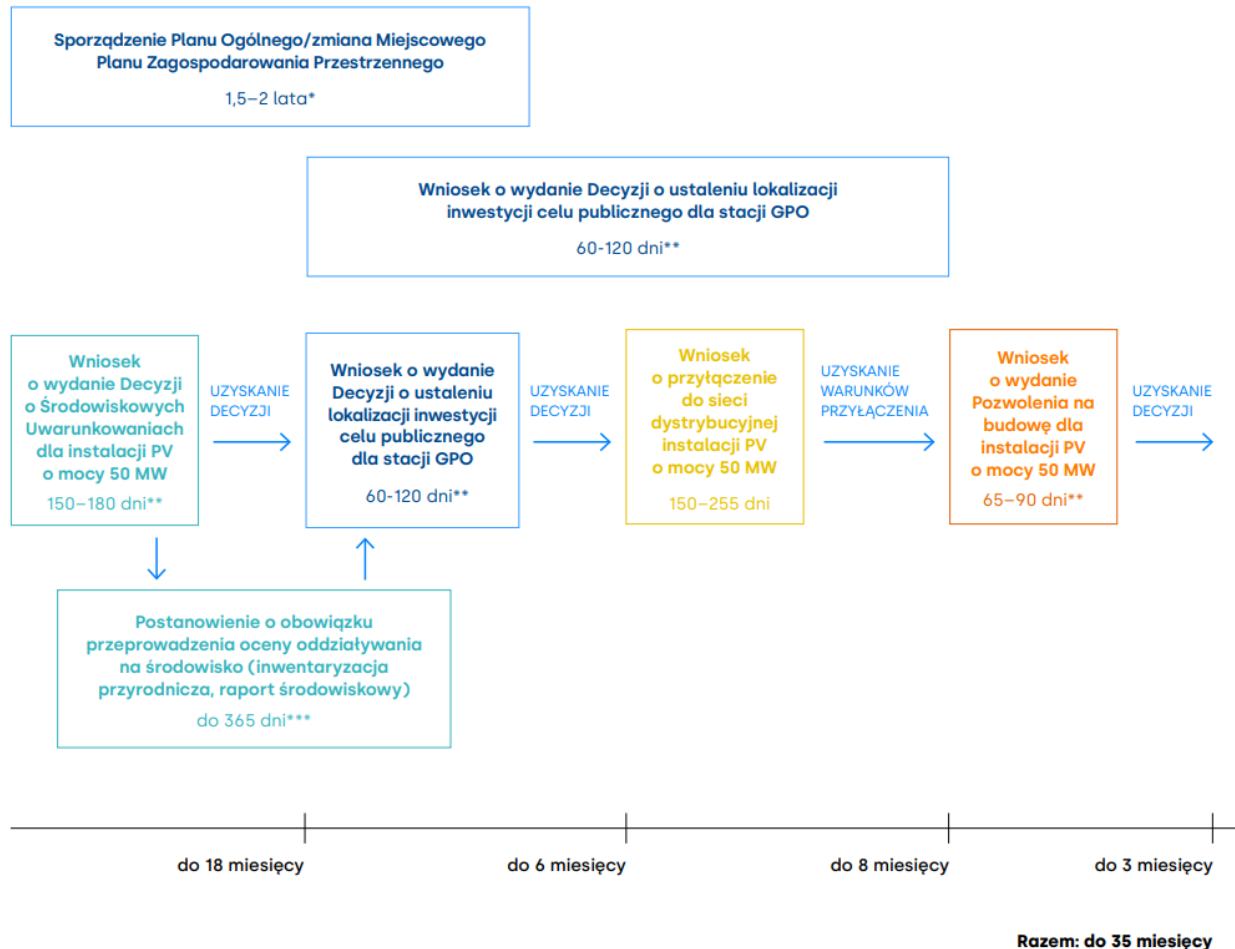 Sporządzenie Planu Ogólnego/zmiana Miejscowego
Planu Zagospodarowania Przestrzennego
1,5–2 lata*
Wniosek o wydanie Decyzji o ustaleniu lokalizacji
inwestycji celu publicznego dla stacji GPO
60-120 dni**
Wniosek
o wydanie Decyzji
o Środowiskowych
Uwarunkowaniach
dla instalacji PV
o mocy 50 MW
150–180 dni**
UZYSKANIE
DECYZJI
Wniosek o wydanie
Decyzji o ustaleniu
lokalizacji inwestycji
celu publicznego
dla stacji GPO
60-120 dni**
UZYSKANIE
DECYZJI
Wniosek
o przyłączenie
do sieci
dystrybucyjnej
instalacji PV
o mocy 50 MW
150–255 dni
UZYSKANIE
WARUNKÓW
PRZYŁĄCZENIA
Wniosek
o wydanie
Pozwolenia na
budowę dla
instalacji PV
o mocy 50 MW
65–90 dni**
UZYSKANIE
DECYZJI
Postanowienie o obowiązku
przeprowadzenia oceny oddziaływania
na środowisko (inwentaryzacja
przyrodnicza, raport środowiskowy)
do 365 dni***
do 18 miesięcy
do 6 miesięcy
do 8 miesięcy
do 3 miesięcy
Razem: do 35 miesięcy